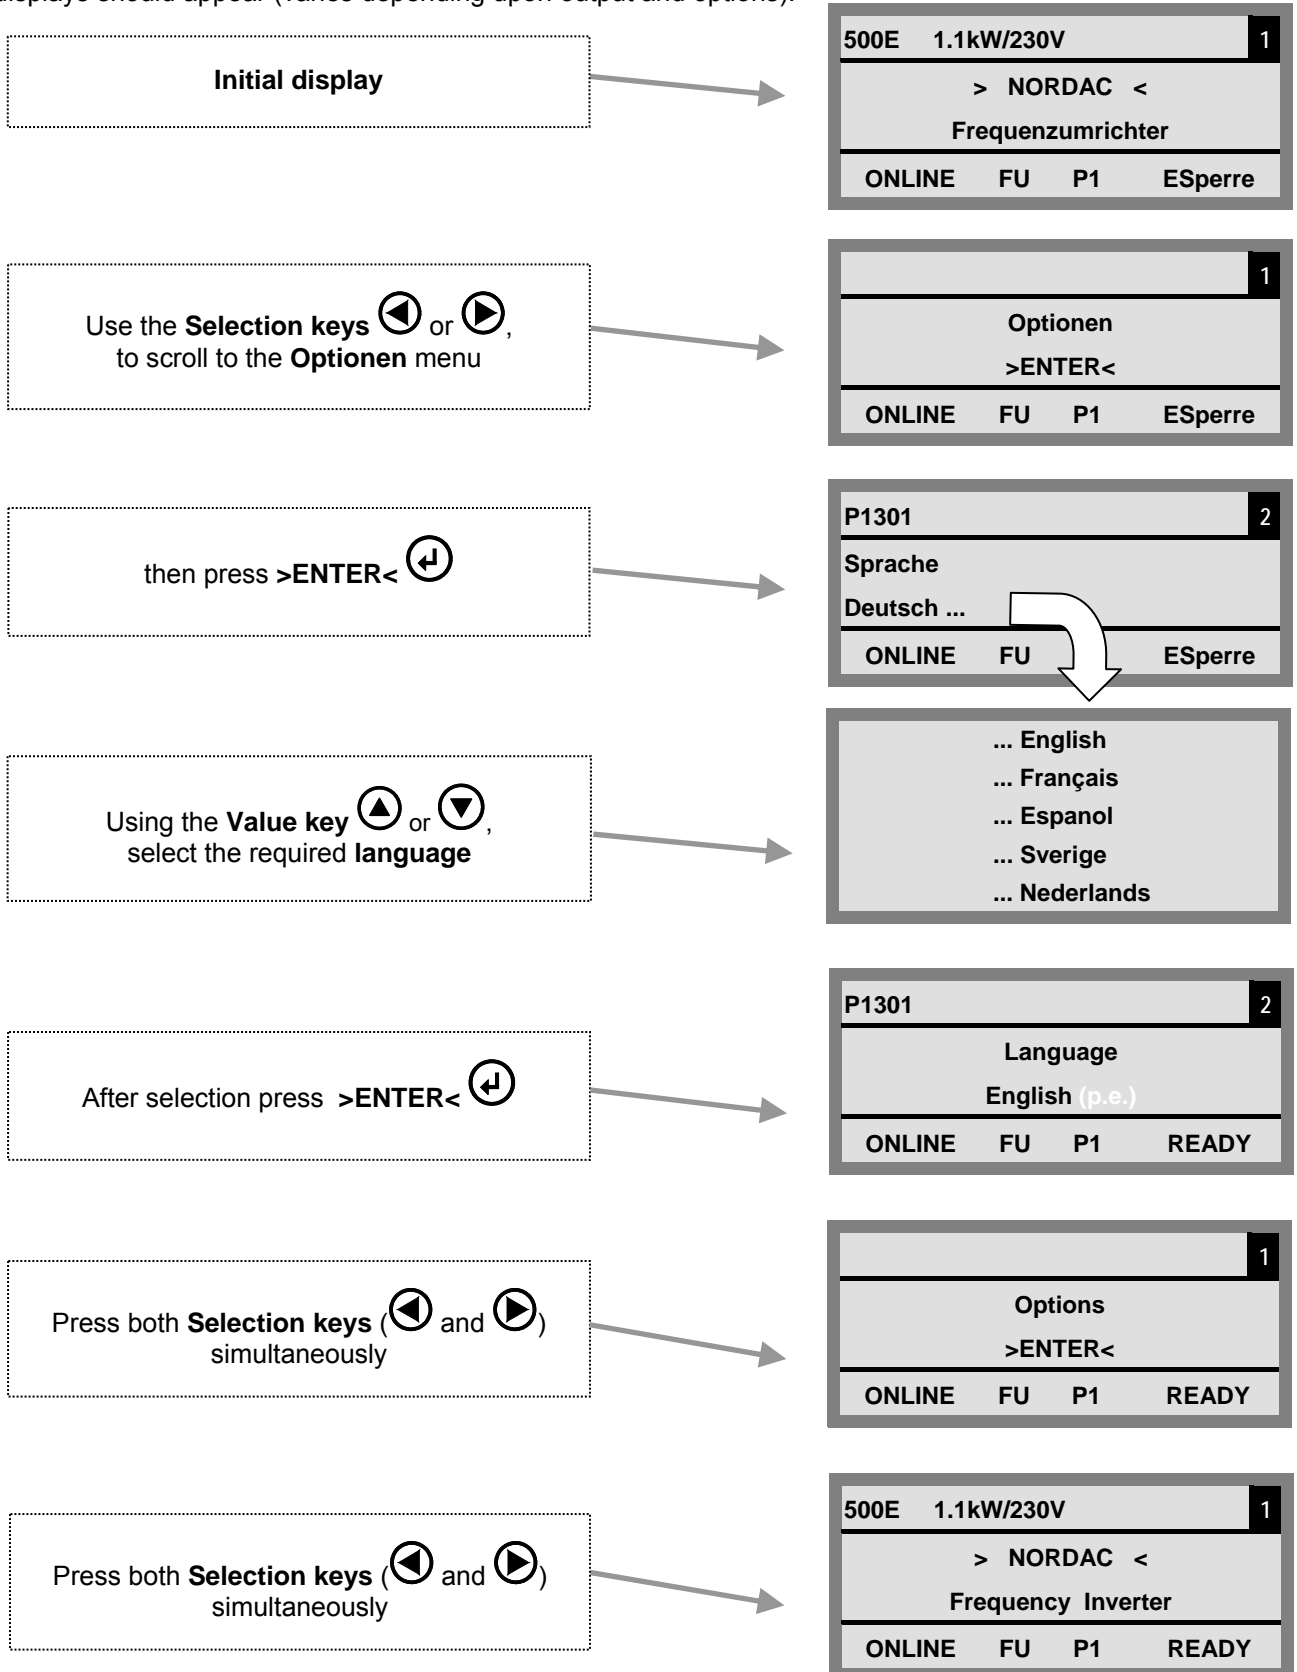 displays should appear (varies depending upon output and options).
Initial display
500E 1.1kW/230V 1
> NORDAC <
Frequenzumrichter
ONLINE FU P1 ESperre
Use the Selection keys or ,
to scroll to the Optionen menu
1
Optionen
>ENTER<
ONLINE FU P1 ESperre
then press >ENTER<
P1301 2
Sprache
Deutsch ...
ONLINE FU ESperre
Using the Value key or ,
select the required language
... English
... Français
... Espanol
... Sverige
... Nederlands
After selection press >ENTER<
P1301 2
Language
English (p.e.)
ONLINE FU P1 READY
Press both Selection keys ( and )
simultaneously
1
Options
>ENTER<
ONLINE FU P1 READY
Press both Selection keys ( and )
simultaneously
500E 1.1kW/230V 1
> NORDAC <
Frequency Inverter
ONLINE FU P1 READY